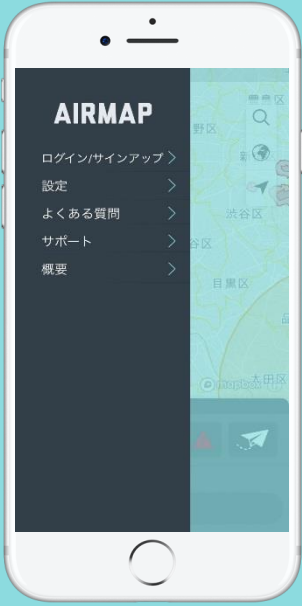 AIRMAP
ログイン/サインアップ
設定
よくある質問
サポート
概要
野区
渋谷区
谷区
目黒区
品
mapbox
大田区